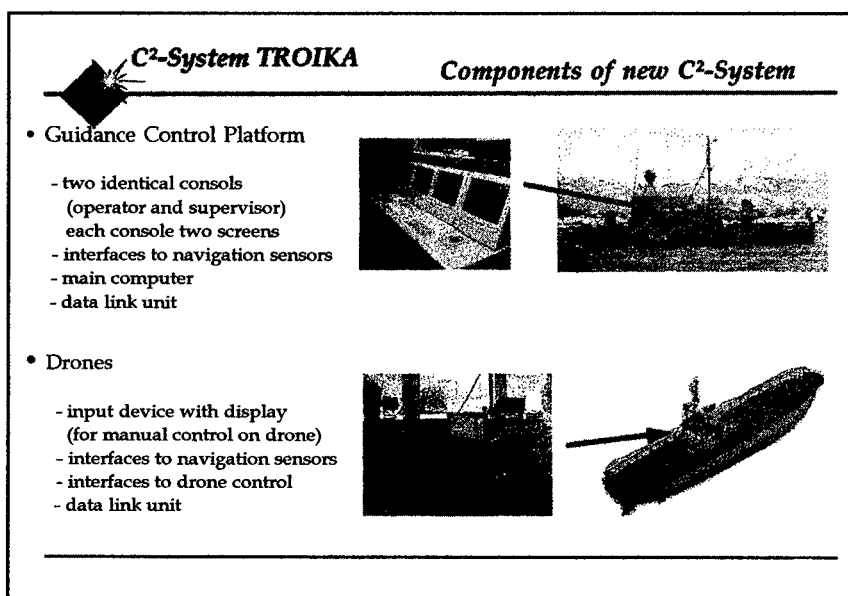 C²-System TROIKA
Components of new C²-System
• Guidance Control Platform
- two identical consols
(operator and supervisor)
each console two screens
- interfaces to navigation sensors
- main computer
- data link unit
• Drones
- input device with display
(for manual control on drone)
- interfaces to navigation sensors
- interfaces to drone control
- data link unit